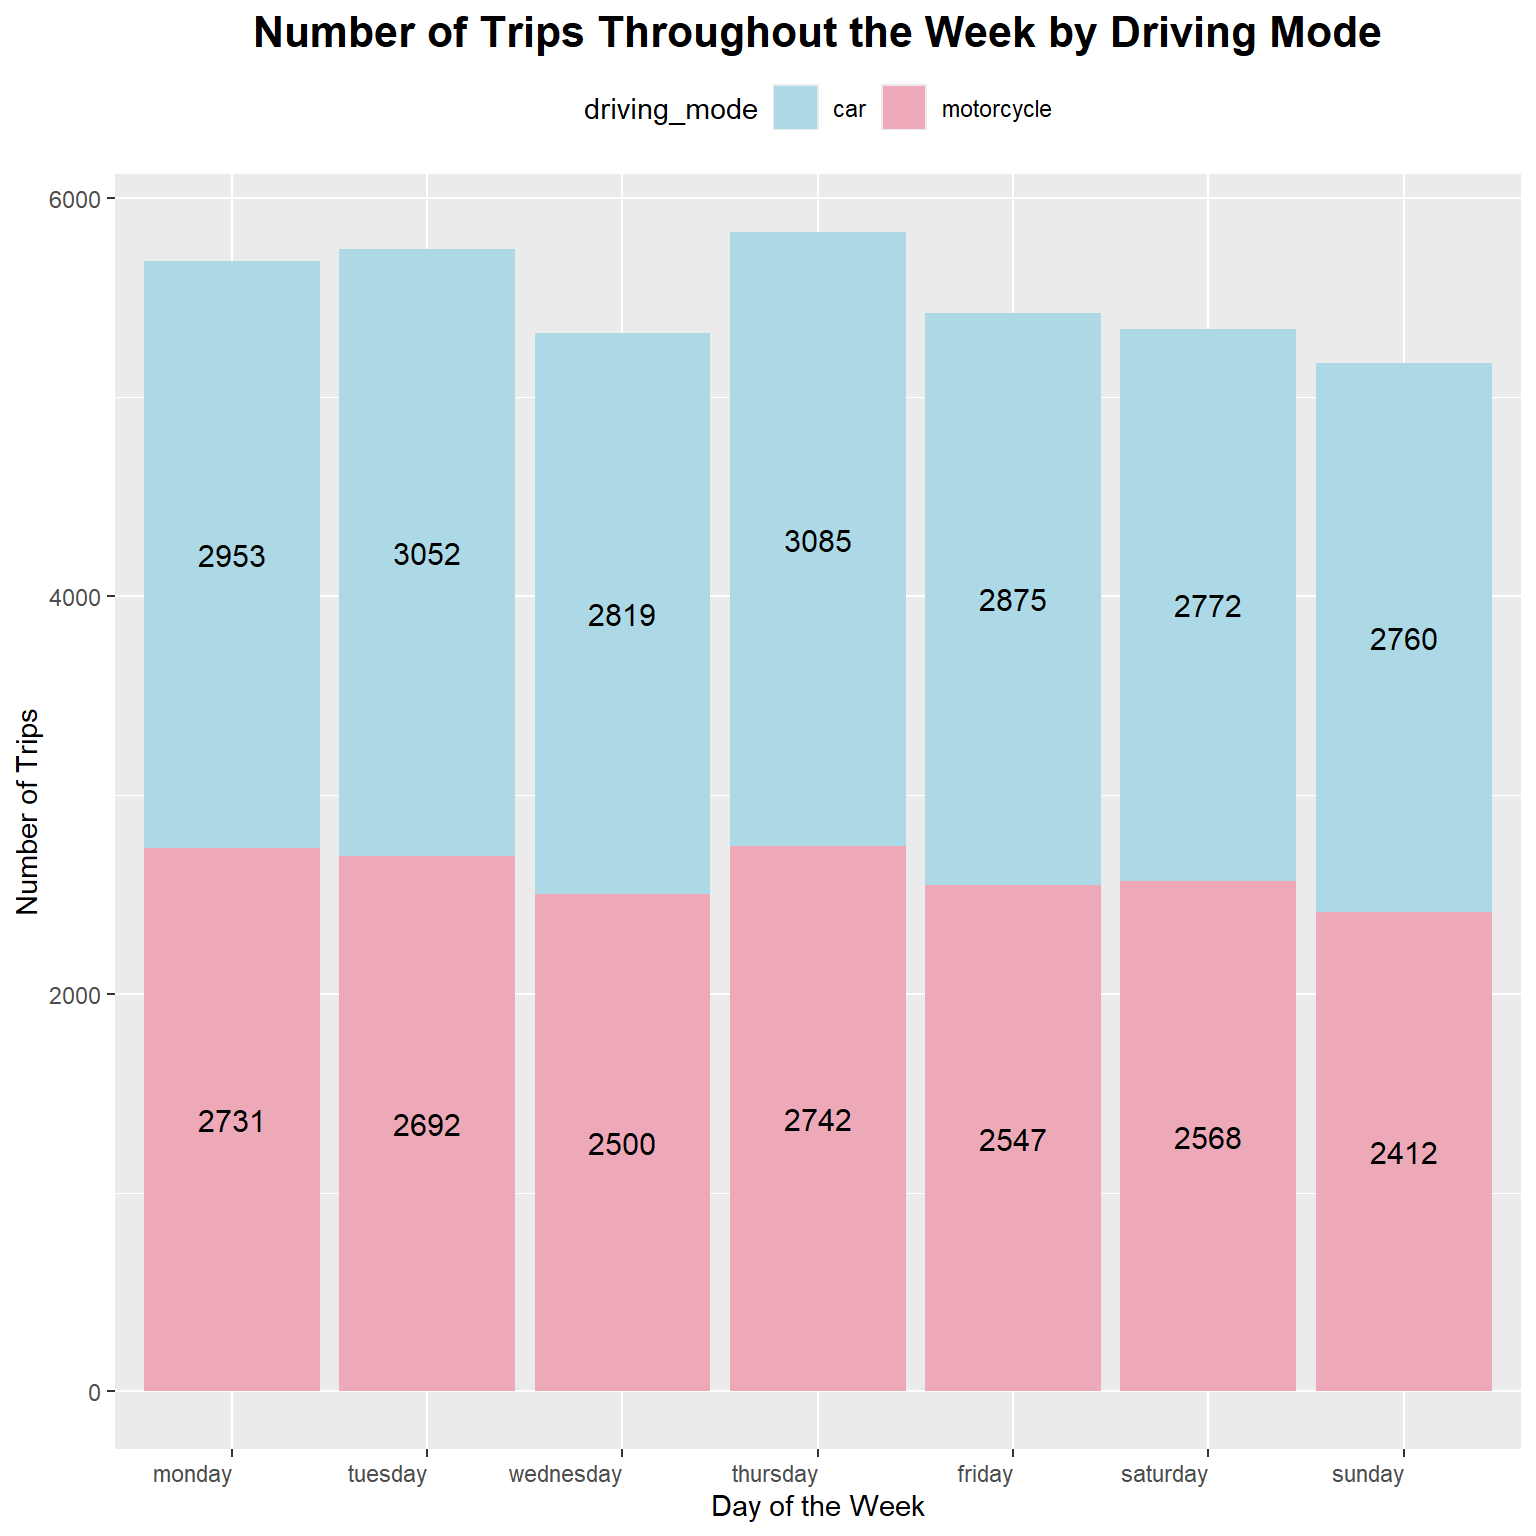 Number of Trips Throughout the Week by Driving Mode
driving_mode car motorcycle
6000
4000
2000
0
Number of Trips
2953 3052 2819 3085 2875 2772 2760
2731 2692 2500 2742 2547 2568 2412
monday tuesday wednesday thursday friday saturday sunday
Day of the Week